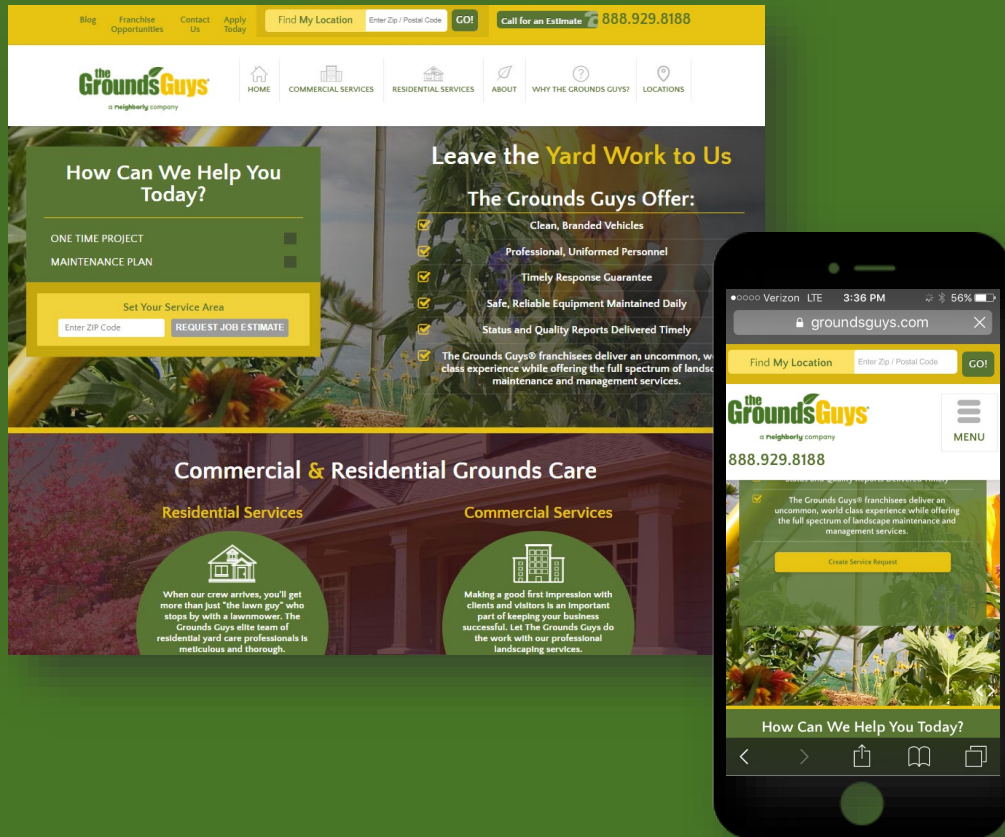 Blog
Franchise
Opportunities
Contact
Us
Apply
Today
Find My Location
Enter Zip / Postal Code
GO!
Call for an Estimate
888.929.8188
the
GroundsGuys
a neighborly company
HOME
COMMERCIAL SERVICES
RESIDENTIAL SERVICES
ABOUT
WHY THE GROUNDS GUYS?
LOCATIONS
How Can We Help You
Today?
ONE TIME PROJECT
MAINTENANCE PLAN
Set Your Service Area
Enter ZIP Code
REQUEST JOB ESTIMATE
Leave the Yard Work to Us
The Grounds Guys Offer:
Clean, Branded Vehicles
Professional, Uniformed Personnel
Timely Response Guarantee
Safe, Reliable Equipment Maintained Daily
Status and Quality Reports Delivered Timely
The Grounds Guys® franchisees deliver an uncommon, w
class experience while offering the full spectrum of landsc
maintenance and management services.
Commercial & Residential Grounds Care
Residential Services
When our crew arrives, you'll get
more than just "the lawn guy" who
stops by with a lawnmower. The
Grounds Guys elite team of
residential yard care professionals is
meticulous and thorough.
Commercial Services
Making a good first impression with
clients and visitors is an important
part of keeping your business
successful. Let The Grounds Guys do
the work with our professional
landscaping services.
Verizon LTE 3:36 PM 56%
groundsguys.com
Find My Location
Enter Zip / Postal Code
GO!
the
GroundsGuys
a neighborly company
MENU
888.929.8188
Status and Quality Reports Delivered Timely
The Grounds Guys® franchisees deliver an
uncommon, world class experience while offering
the full spectrum of landscape maintenance and
management services.
Create Service Request
How Can We Help You Today?